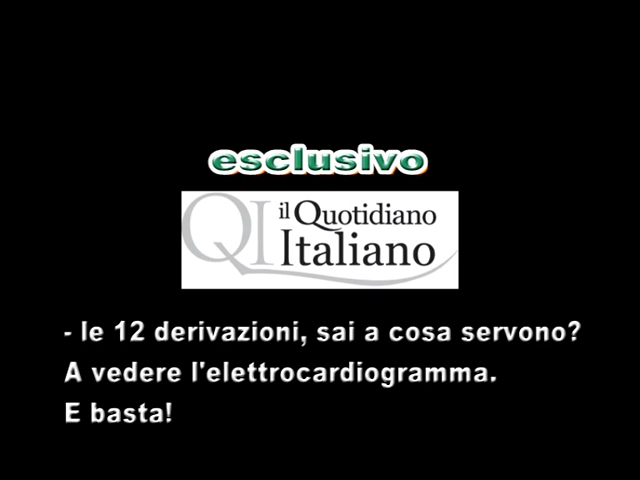 esclusivo
QI il Quotidiano
Italiano
- le 12 derivazioni, sai a cosa servono?
A vedere l'elettrocardiogramma.
E basta!